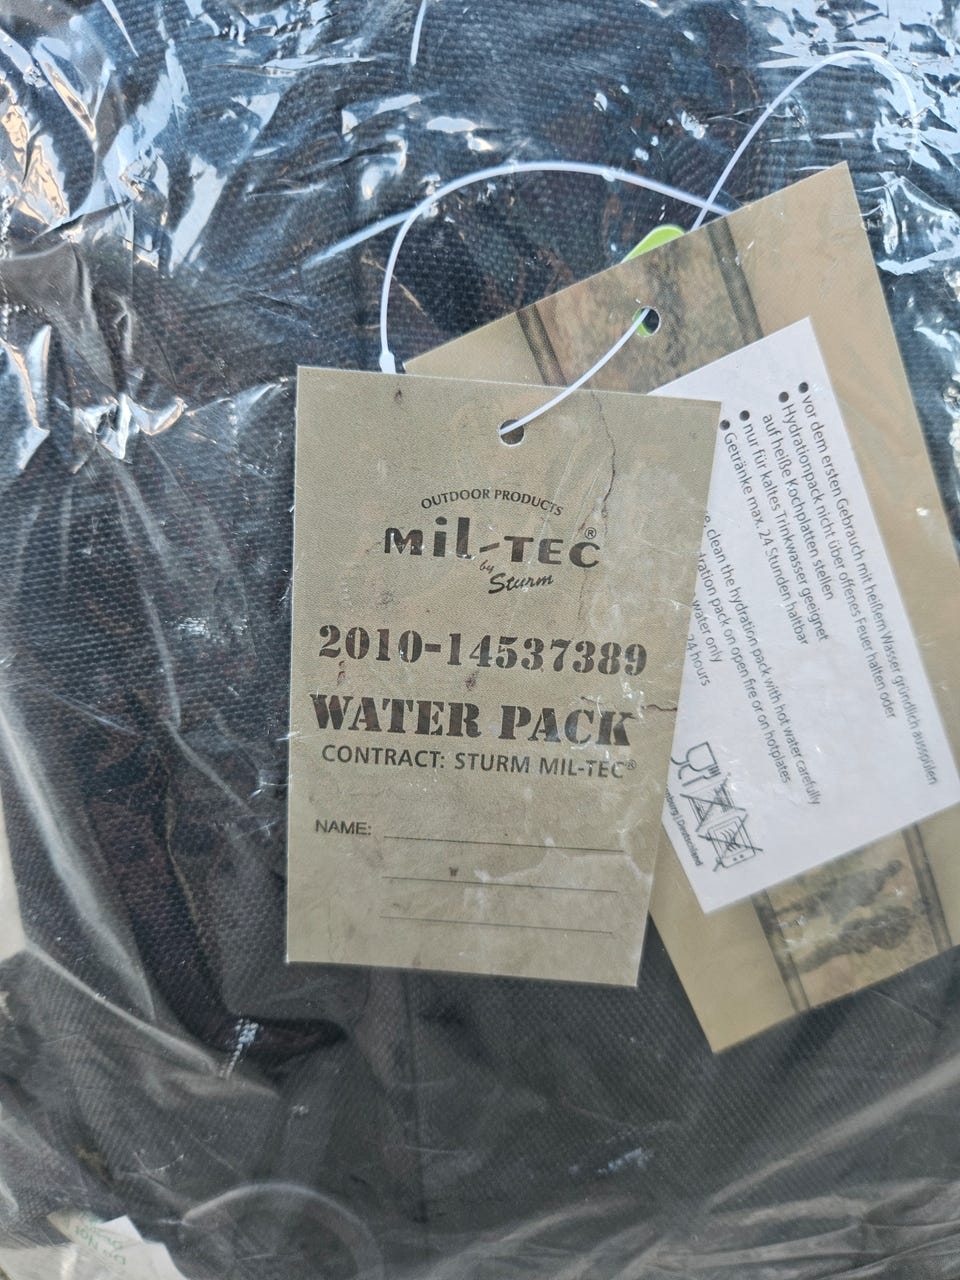 OUTDOOR PRODUCTS
MIL-TEC®
by Sturm
2010-14537389
WATER PACK
CONTRACT: STURM MIL-TEC®
NAME:
● vor dem ersten Gebrauch mit heißem Wasser gründlich ausspülen
● Hydrationpack nicht über offenes Feuer halten oder
auf heiße Kochplatten stellen
● nur für kaltes Trinkwasser geeignet
● Getränke max. 24 Stunden haltbar
clean the hydration pack with hot water carefully
pack on open fire or on hotplates
water only
24 hours
Deutschland